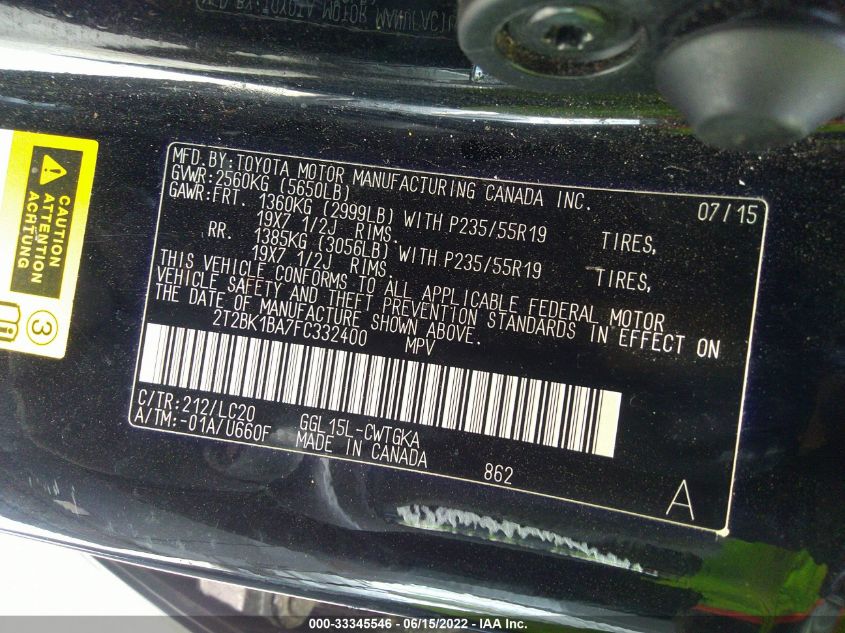 MFD. BY: TOYOTA MOTOR MANUFACTURING CANADA INC. 07/15
GVWR: 2560KG (5650LB)
GAWR: FRT. 1360KG (2999LB) WITH P235/55R19 TIRES,
19X7 1/2J RIMS.
RR. 1385KG (3056LB) WITH P235/55R19 TIRES,
19X7 1/2J RIMS.
THIS VEHICLE CONFORMS TO ALL APPLICABLE FEDERAL MOTOR
VEHICLE SAFETY AND THEFT PREVENTION STANDARDS IN EFFECT ON
THE DATE OF MANUFACTURE SHOWN ABOVE.
2T2BK1BA7FC332400 MPV
C/TR: 212/LC20 GGL15L-CWTGKA
A/TM: -01A/U660F MADE IN CANADA 862
A
CAUTION
ATTENTION
ACHTUNG
3
000-33345546 - 06/15/2022 - IAA Inc.